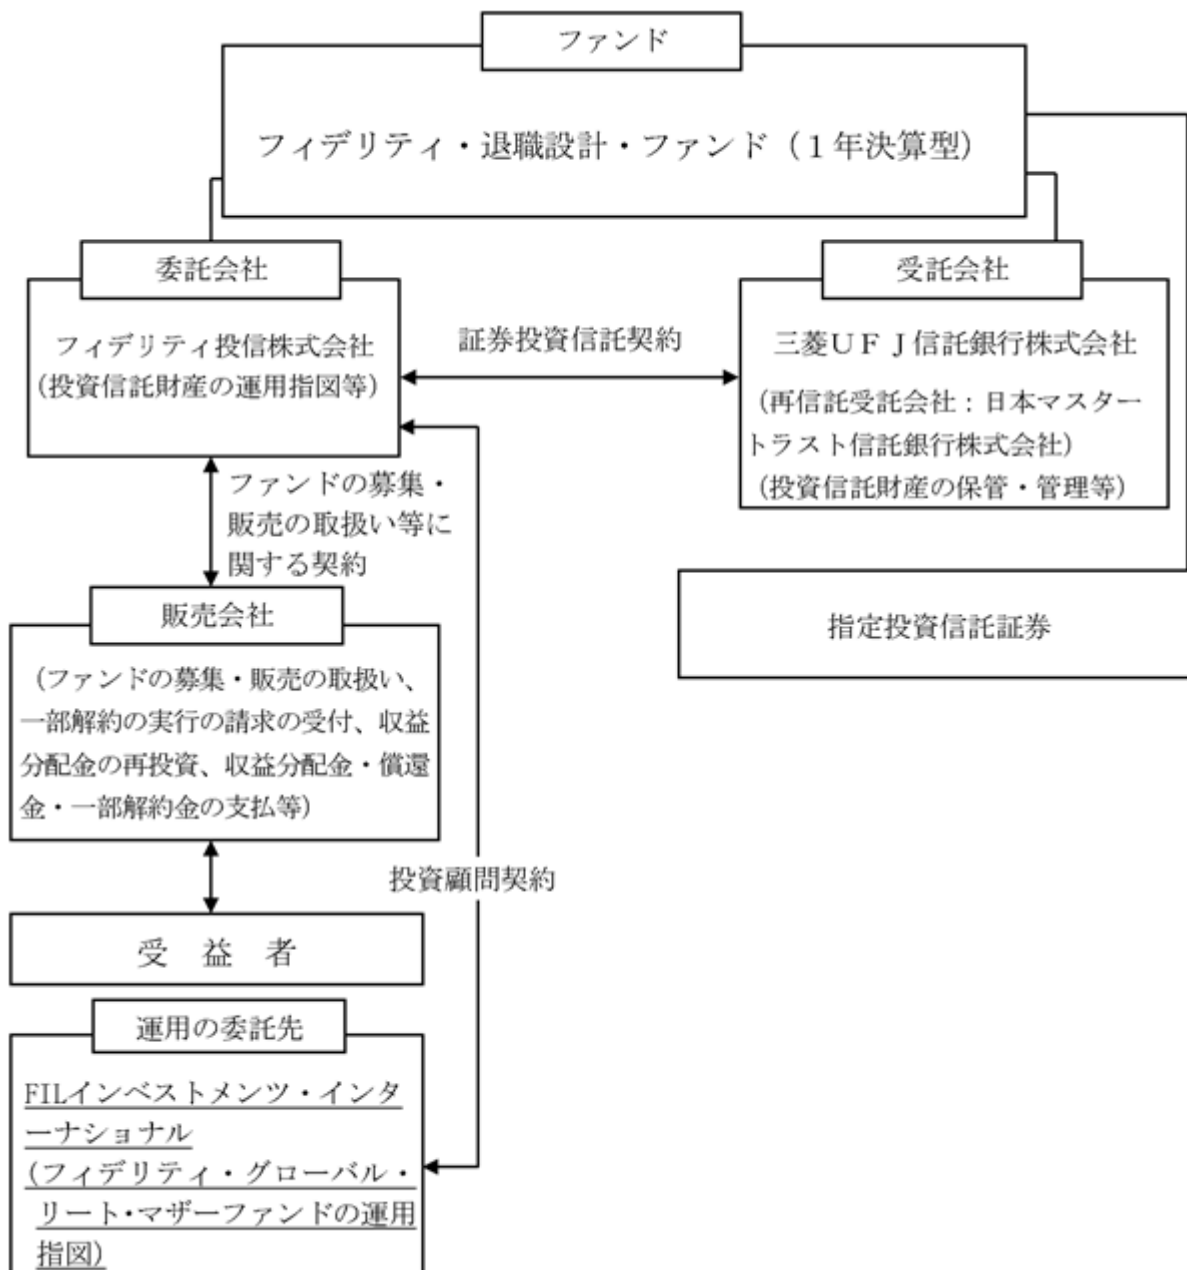 ファンド
フィデリティ・退職設計・ファンド（１年決算型）
委託会社
フィデリティ投信株式会社
（投資信託財産の運用指図等）
証券投資信託契約
受託会社
三菱ＵＦＪ信託銀行株式会社
（再信託受託会社：日本マスター
トラスト信託銀行株式会社）
（投資信託財産の保管・管理等）
ファンドの募集・
販売の取扱い等に
関する契約
指定投資信託証券
販売会社
（ファンドの募集・販売の取扱い、
一部解約の実行の請求の受付、収益
分配金の再投資、収益分配金・償還
金・一部解約金の支払等）
投資顧問契約
受　益　者
運用の委託先
FILインベストメンツ・インタ
ーナショナル
（フィデリティ・グローバル・
リート・マザーファンドの運用
指図）